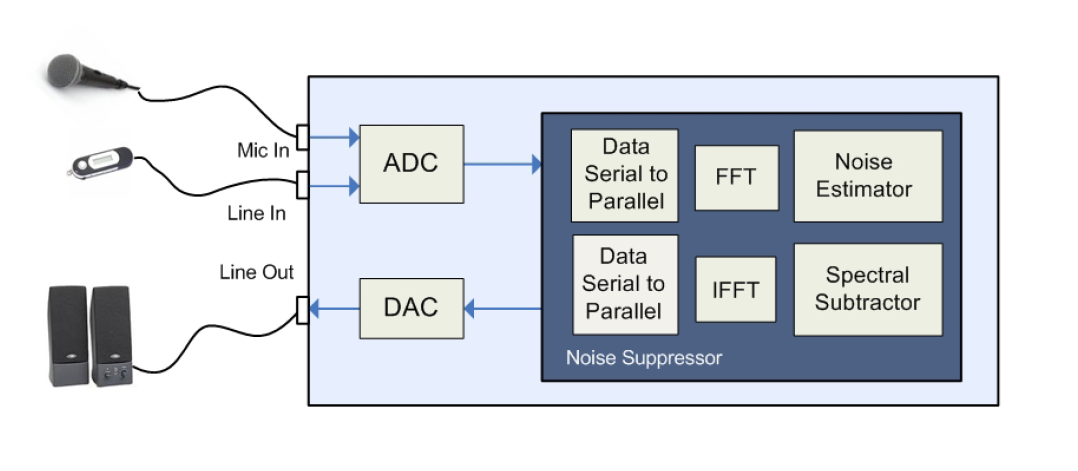 Mic In
Line In
Line Out
ADC
DAC
Data
Serial to
Parallel
FFT
Noise
Estimator
Data
Serial to
Parallel
IFFT
Spectral
Subtractor
Noise Suppressor